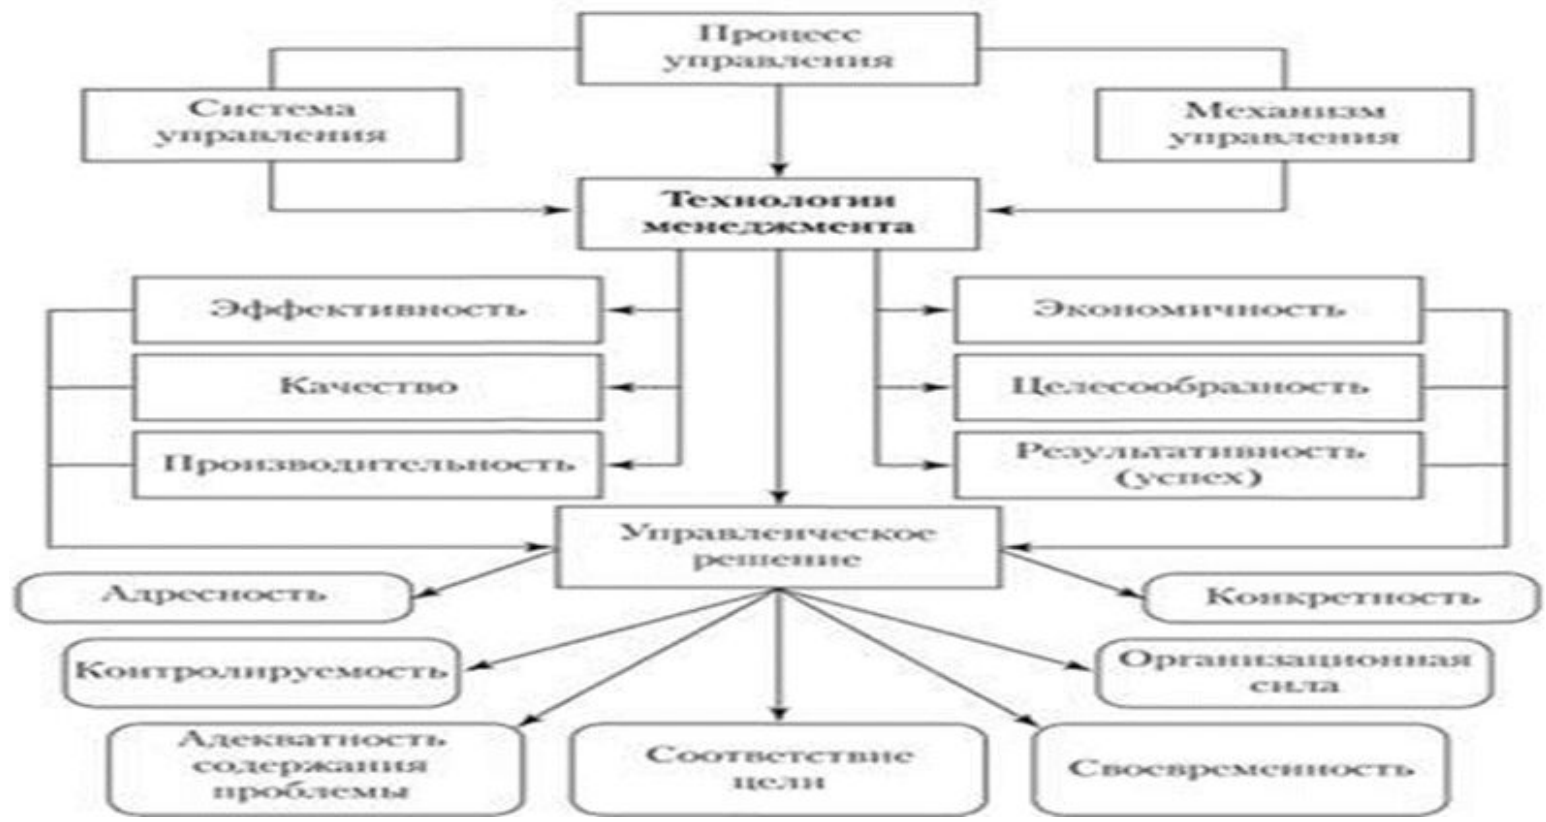 Процесс
управления
Система
управления
Механизм
управления
Технологии
менеджмента
Эффективность
Экономичность
Качество
Целесообразность
Производительность
Результативность
(успех)
Управленческое
решение
Адресность
Конкретность
Контролируемость
Организационная
сила
Адекватность
содержания
проблемы
Соответствие
цели
Своевременность